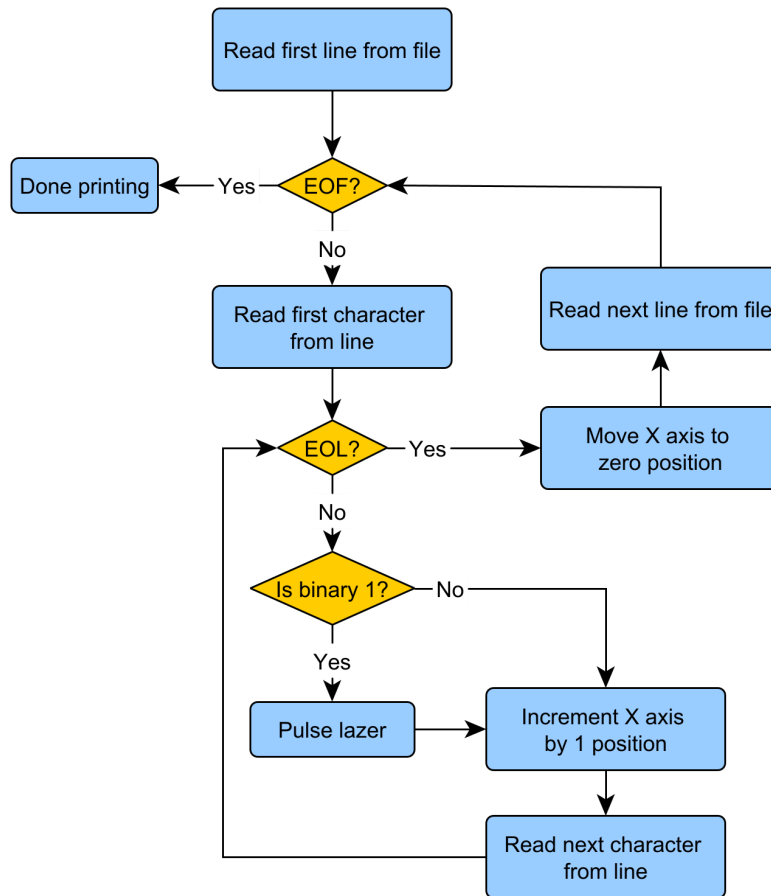 Read first line from file
Done printing
Yes
EOF?
No
Read first character
from line
Read next line from file
EOL?
Yes
Move X axis to
zero position
No
Is binary 1?
No
Yes
Pulse lazer
Increment X axis
by 1 position
Read next character
from line